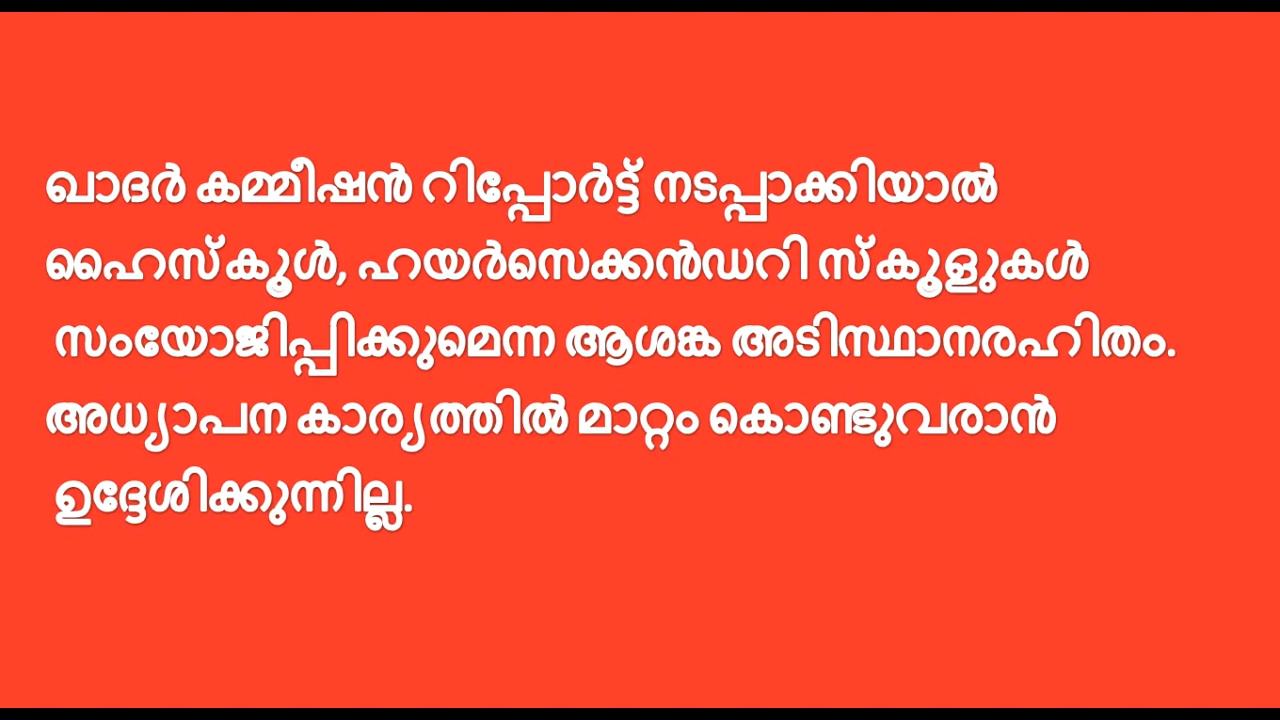 ഖാദർ കമ്മീഷൻ റിപ്പോർട്ട് നടപ്പാക്കിയാൽ
ഹൈസ്കൂൾ, ഹയർസെക്കൻഡറി സ്കൂളുകൾ
സംയോജിപ്പിക്കുമെന്ന ആശങ്ക അടിസ്ഥാനരഹിതം.
അധ്യാപന കാര്യത്തിൽ മാറ്റം കൊണ്ടുവരാൻ
ഉദ്ദേശിക്കുന്നില്ല.